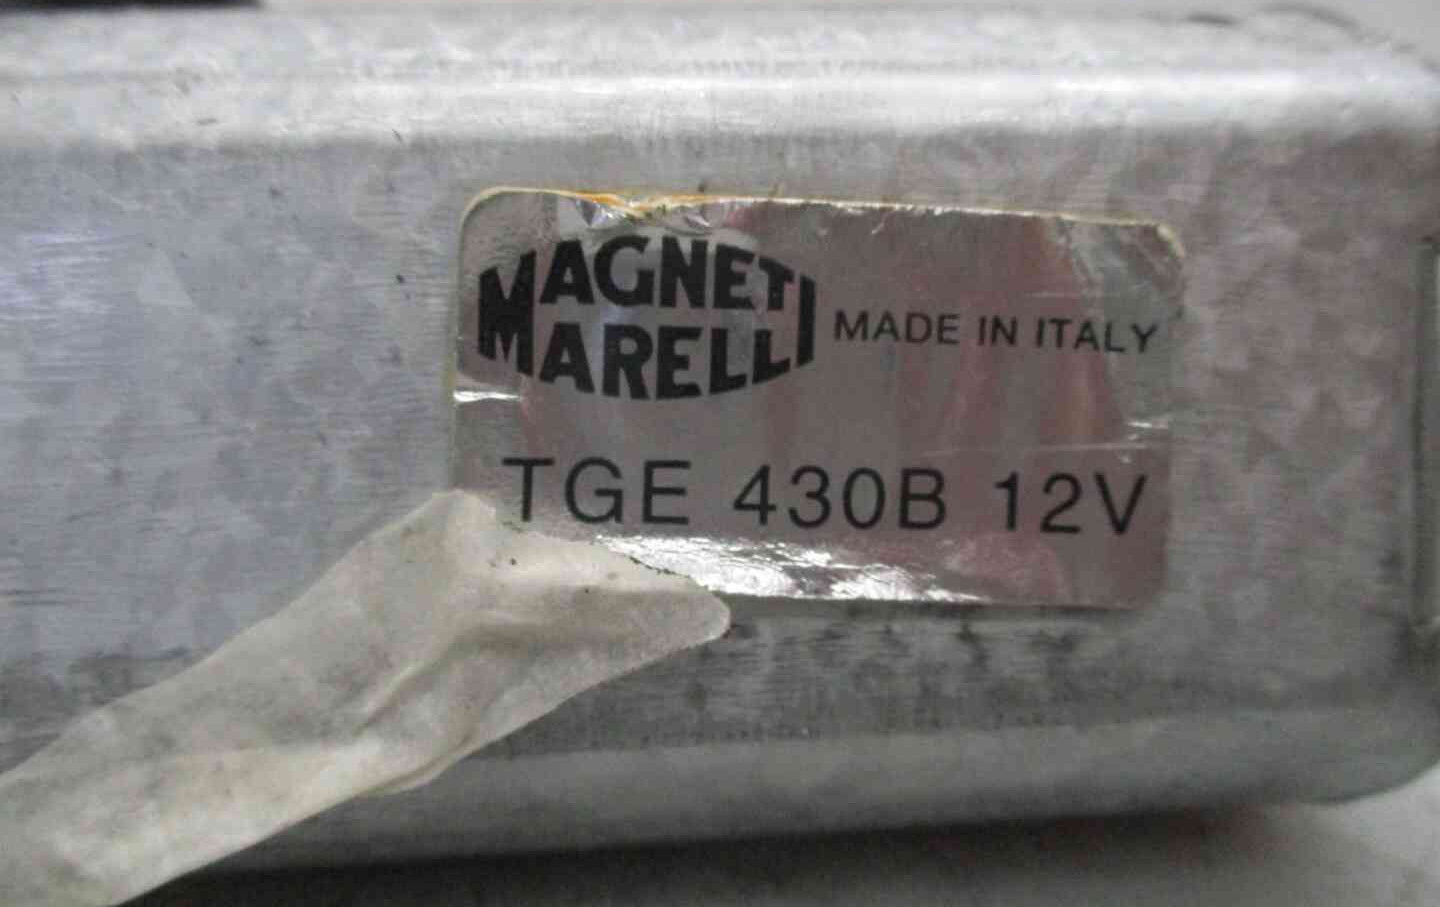 MAGNETI
MARELLI
MADE IN ITALY
TGE 430B 12V